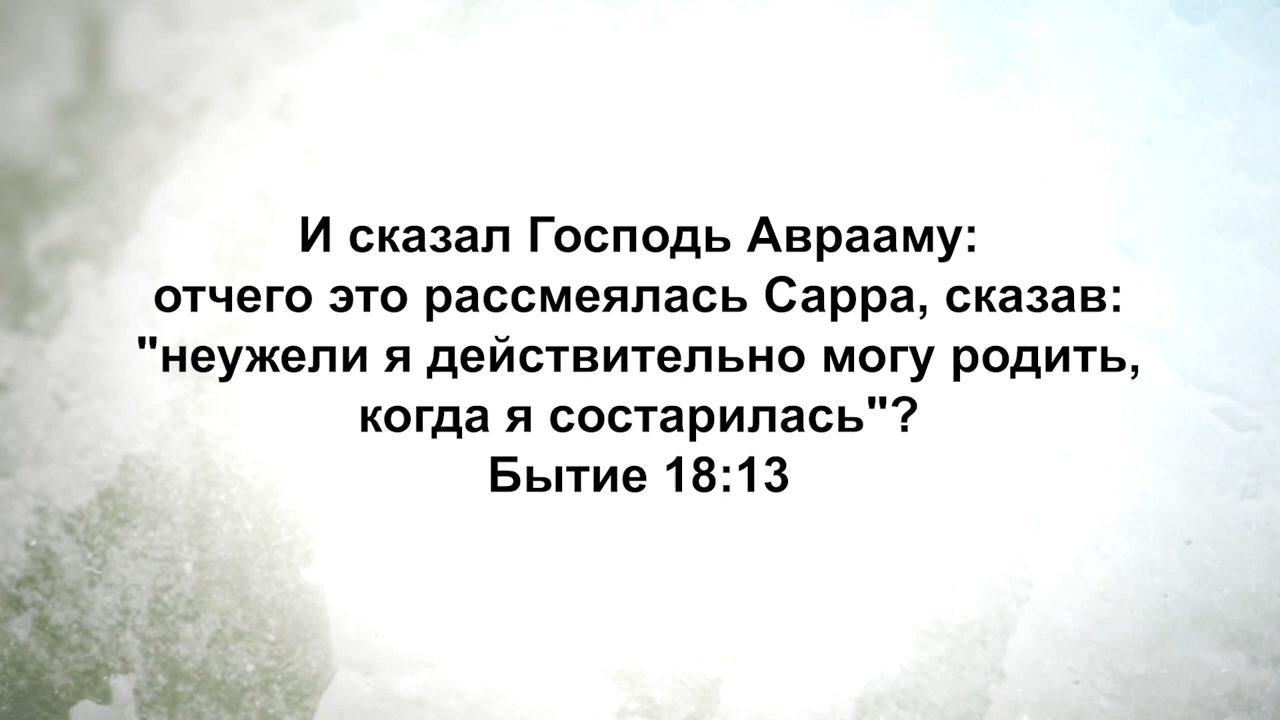 И сказал Господь Аврааму:
отчего это рассмеялась Сарра, сказав:
"неужели я действительно могу родить,
когда я состарилась"?
Бытие 18:13